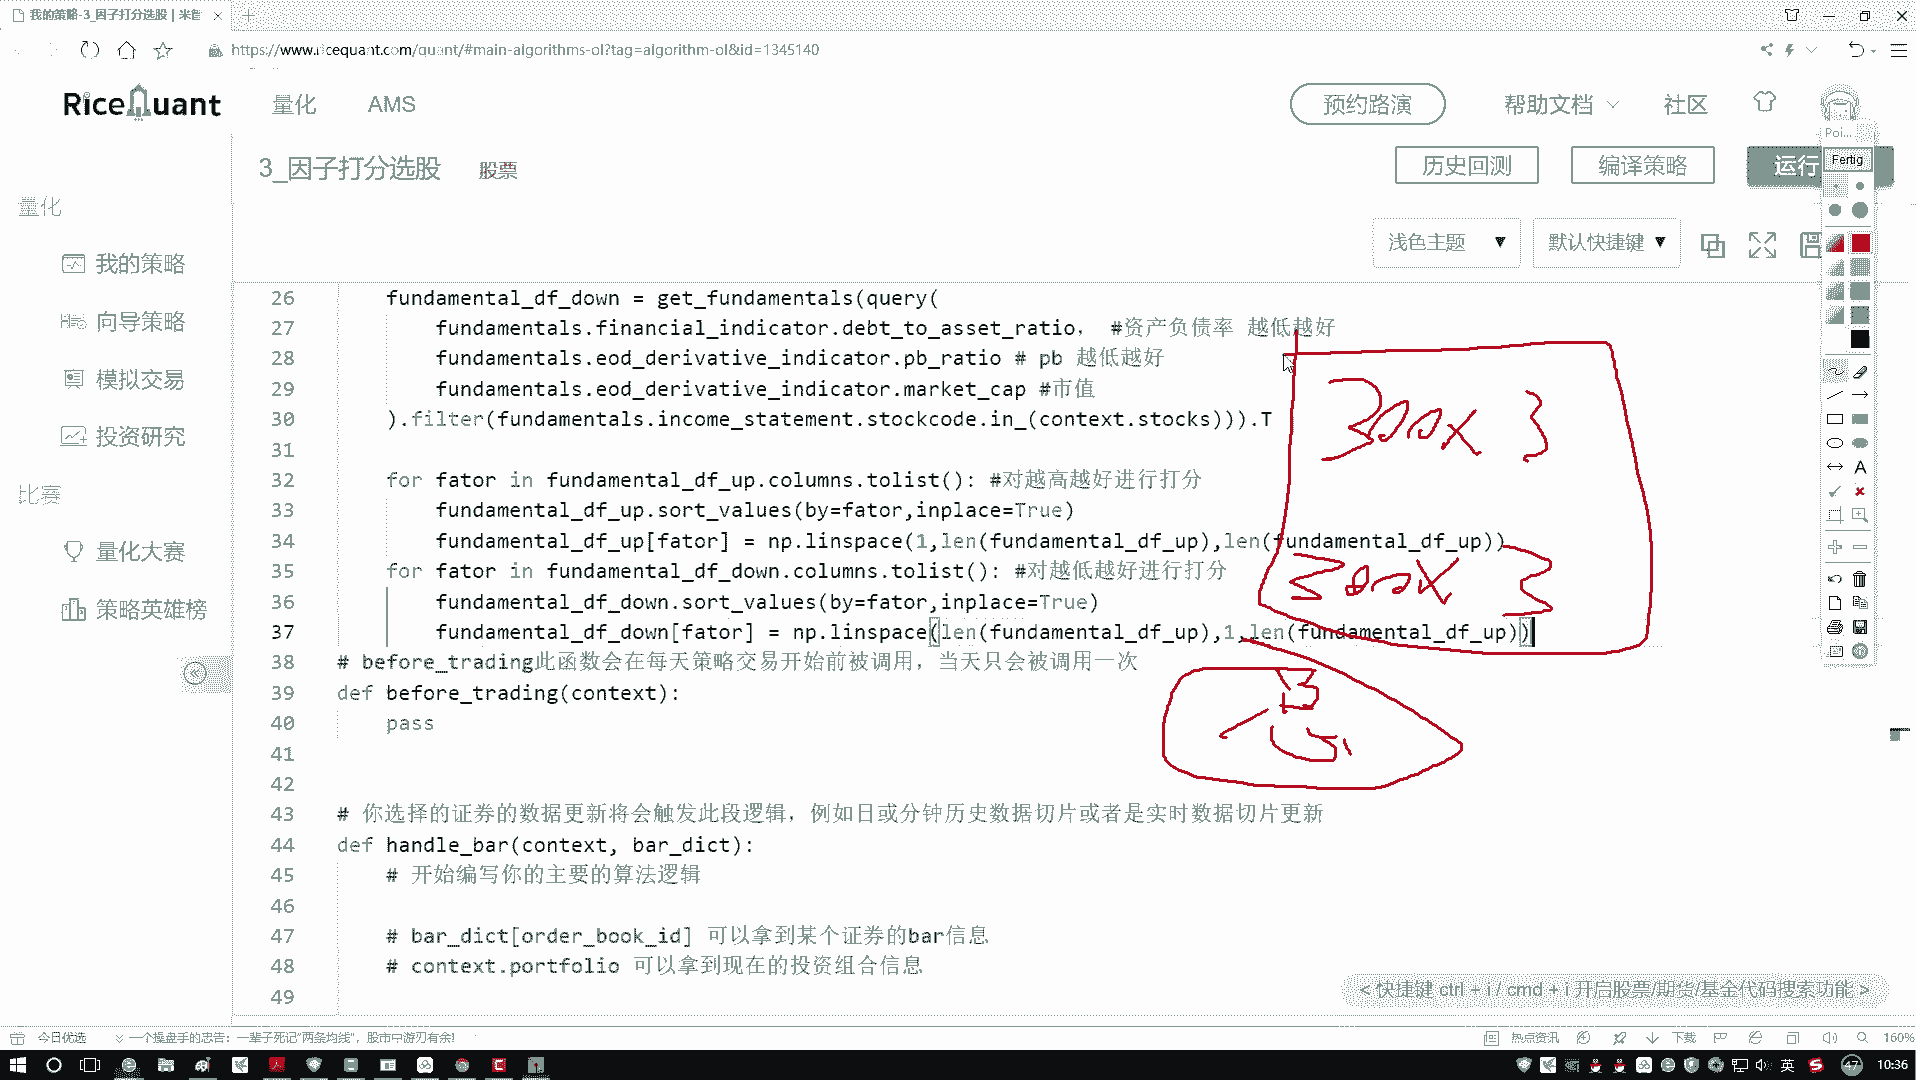 我的策略-3_因子打分选股 | 米筐
https://www.ricequant.com/quant/#main-algorithms-ol?tag=algorithm-ol&id=1345140
RiceQuant 量化 AMS 预约路演 帮助文档 社区
Poi...
3_因子打分选股 股票 历史回测 编译策略 运行 Fertig
量化
浅色主题 默认快捷键
我的策略
向导策略
模拟交易
投资研究
比赛
量化大赛
策略英雄榜
26 fundamental_df_down = get_fundamentals(query(
27 fundamentals.financial_indicator.debt_to_asset_ratio, #资产负债率 越低越好
28 fundamentals.eod_derivative_indicator.pb_ratio # pb 越低越好
29 fundamentals.eod_derivative_indicator.market_cap #市值
30 ).filter(fundamentals.income_statement.stockcode.in_(context.stocks))).T
31
32 for fator in fundamental_df_up.columns.tolist(): #对越高越好进行打分
33 fundamental_df_up.sort_values(by=fator,inplace=True)
34 fundamental_df_up[fator] = np.linspace(1,len(fundamental_df_up),len(fundamental_df_up))
35 for fator in fundamental_df_down.columns.tolist(): #对越低越好进行打分
36 fundamental_df_down.sort_values(by=fator,inplace=True)
37 fundamental_df_down[fator] = np.linspace(len(fundamental_df_up),1,len(fundamental_df_up))
38 # before_trading此函数会在每天策略交易开始前被调用，当天只会被调用一次
39 def before_trading(context):
40 pass
41
42
43 # 你选择的证券的数据更新将会触发此段逻辑，例如日或分钟历史数据切片或者是实时数据切片更新
44 def handle_bar(context, bar_dict):
45 # 开始编写你的主要的算法逻辑
46
47 # bar_dict[order_book_id] 可以拿到某个证券的bar信息
48 # context.portfolio 可以拿到现在的投资组合信息
49
300x 3
300x 3
< 快捷键 ctrl + i / cmd + i 开启股票/期货/基金代码搜索功能 >
今日优选 一个操盘手的忠告：一辈子死记"两条均线"，股市中游刃有余! 热点资讯 下载 160%
英 47 10:36